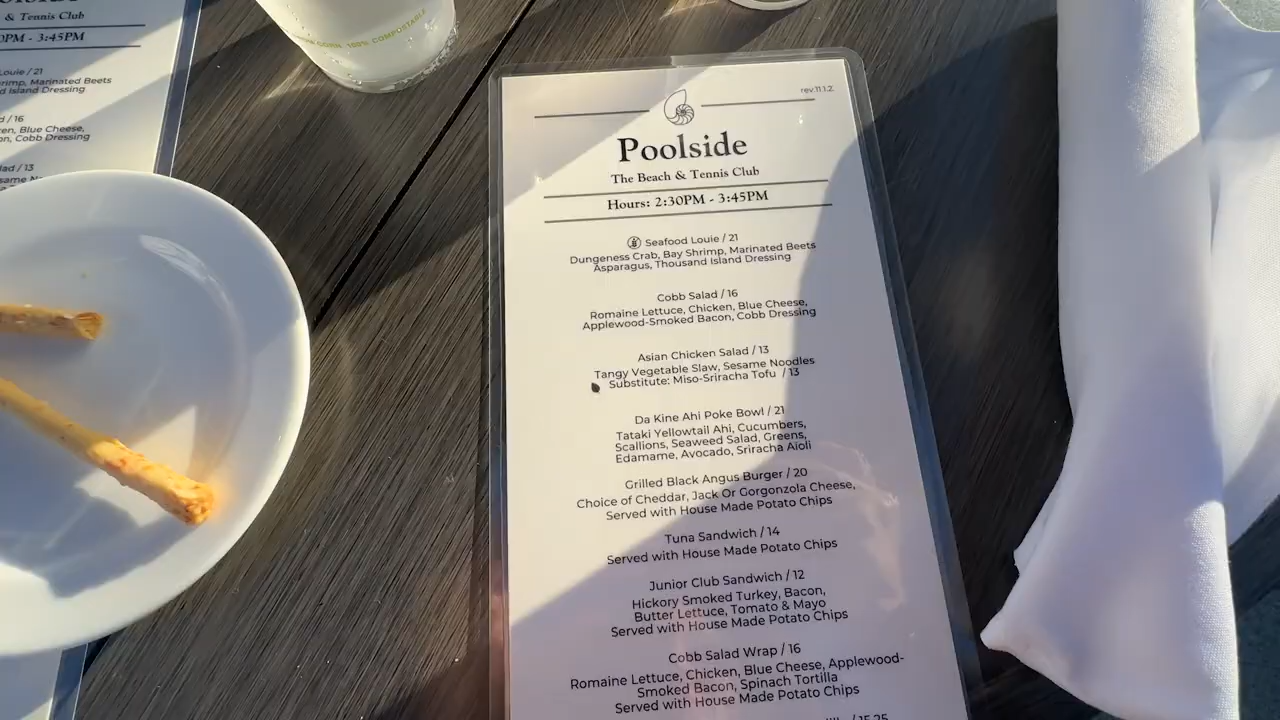 & Tennis Club
PM - 3:45PM
Louie / 21
Marinated Beets
Island Dressing
/ 16
Blue Cheese,
Cobb Dressing
/ 13
CORN. 100% COMPOSTABLE
rev.11.1.2.
Poolside
The Beach & Tennis Club
Hours: 2:30PM - 3:45PM
Seafood Louie / 21
Dungeness Crab, Bay Shrimp, Marinated Beets
Asparagus, Thousand Island Dressing
Cobb Salad / 16
Romaine Lettuce, Chicken, Blue Cheese,
Applewood-Smoked Bacon, Cobb Dressing
Asian Chicken Salad / 13
Tangy Vegetable Slaw, Sesame Noodles
Substitute: Miso-Sriracha Tofu / 13
Da Kine Ahi Poke Bowl / 21
Tataki Yellowtail Ahi, Cucumbers,
Scallions, Seaweed Salad, Greens,
Edamame, Avocado, Sriracha Aioli
Grilled Black Angus Burger / 20
Choice of Cheddar, Jack Or Gorgonzola Cheese,
Served with House Made Potato Chips
Tuna Sandwich / 14
Served with House Made Potato Chips
Junior Club Sandwich / 12
Hickory Smoked Turkey, Bacon,
Butter Lettuce, Tomato & Mayo
Served with House Made Potato Chips
Cobb Salad Wrap / 16
Romaine Lettuce, Chicken, Blue Cheese, Applewood-
Smoked Bacon, Spinach Tortilla
Served with House Made Potato Chips